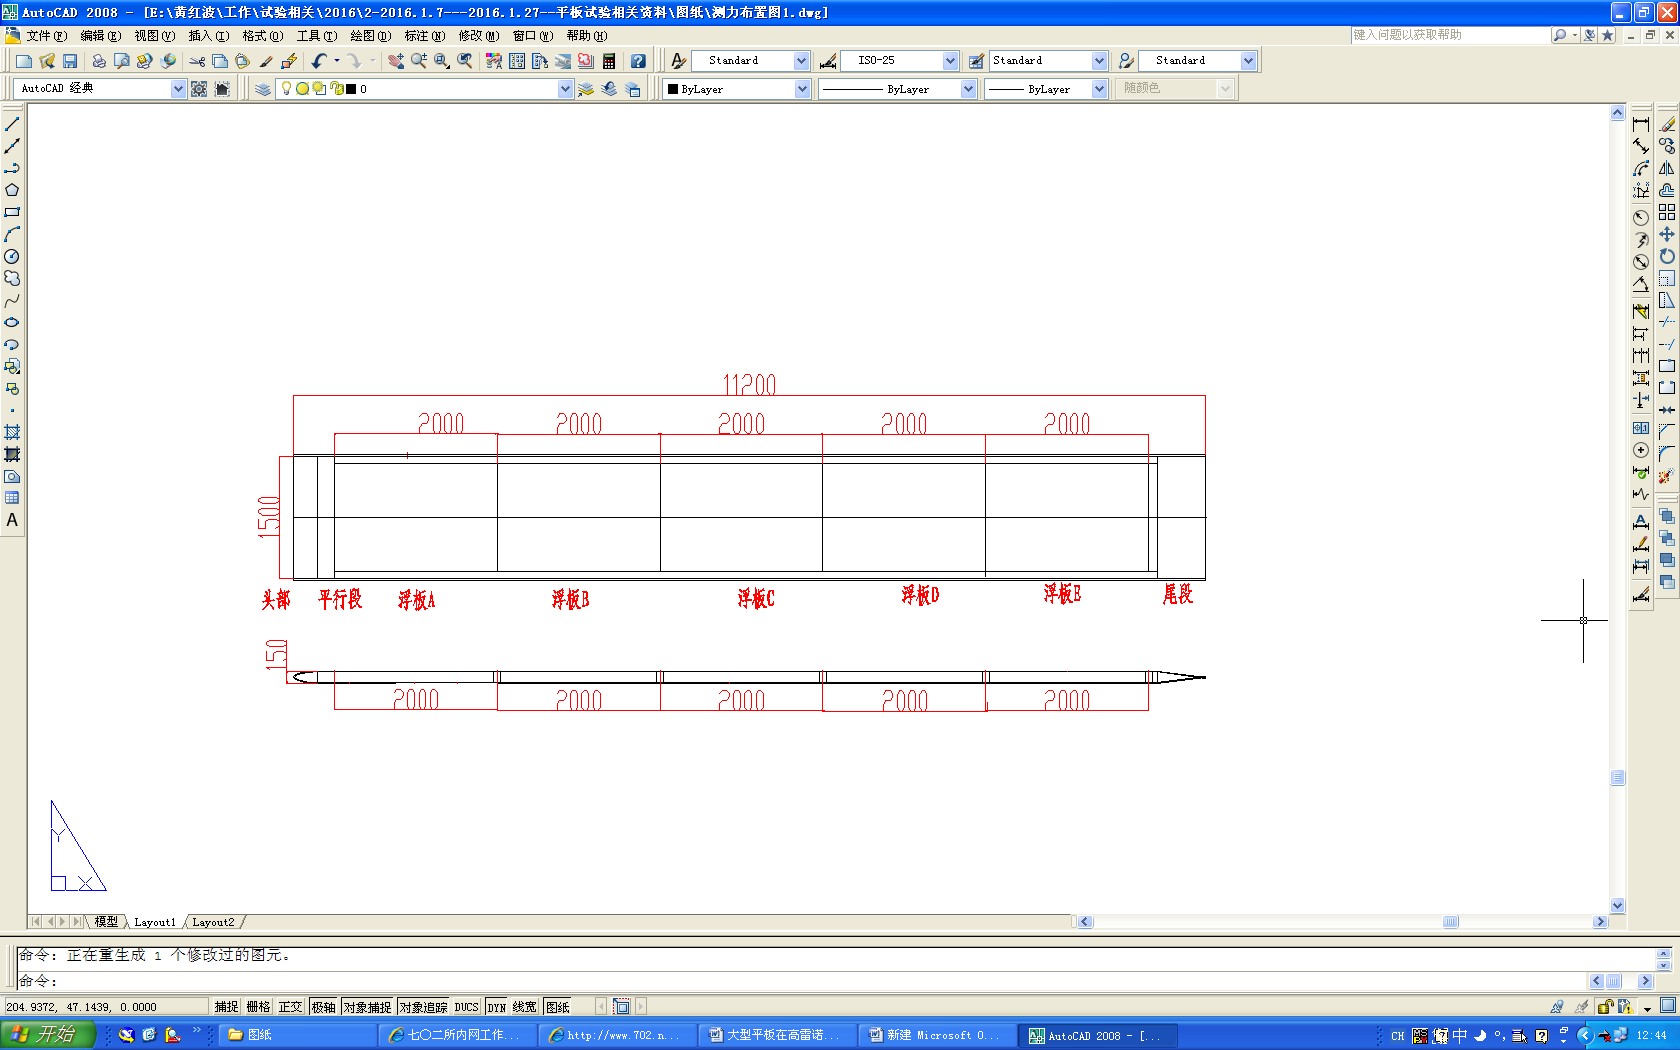 AutoCAD 2008 - [E:\黄红波\工作\试验相关\2016\2-2016.1.7---2016.1.27--平板试验相关资料\图纸\测力布置图1.dwg]
文件(F) 编辑(E) 视图(V) 插入(I) 格式(O) 工具(T) 绘图(D) 标注(N) 修改(M) 窗口(W) 帮助(H) 键入问题以获取帮助
Standard ISO-25 Standard Standard
AutoCAD 经典 0 ByLayer ByLayer ByLayer 随颜色
11200
2000 2000 2000 2000 2000
1500
头部 平行段 浮板A 浮板B 浮板C 浮板D 浮板E 尾段
150
2000 2000 2000 2000 2000
Y
X
A
模型 Layout1 Layout2
命令: 正在重生成 1 个修改过的图元。
命令:
204.9372, 47.1439, 0.0000 捕捉 栅格 正交 极轴 对象捕捉 对象追踪 DUCS DYN 线宽 图纸
开始 图纸 七〇二所内网工作... http://www.702.n... 大型平板在高雷诺... 新建 Microsoft O... AutoCAD 2008 - [... CH 中 12:44